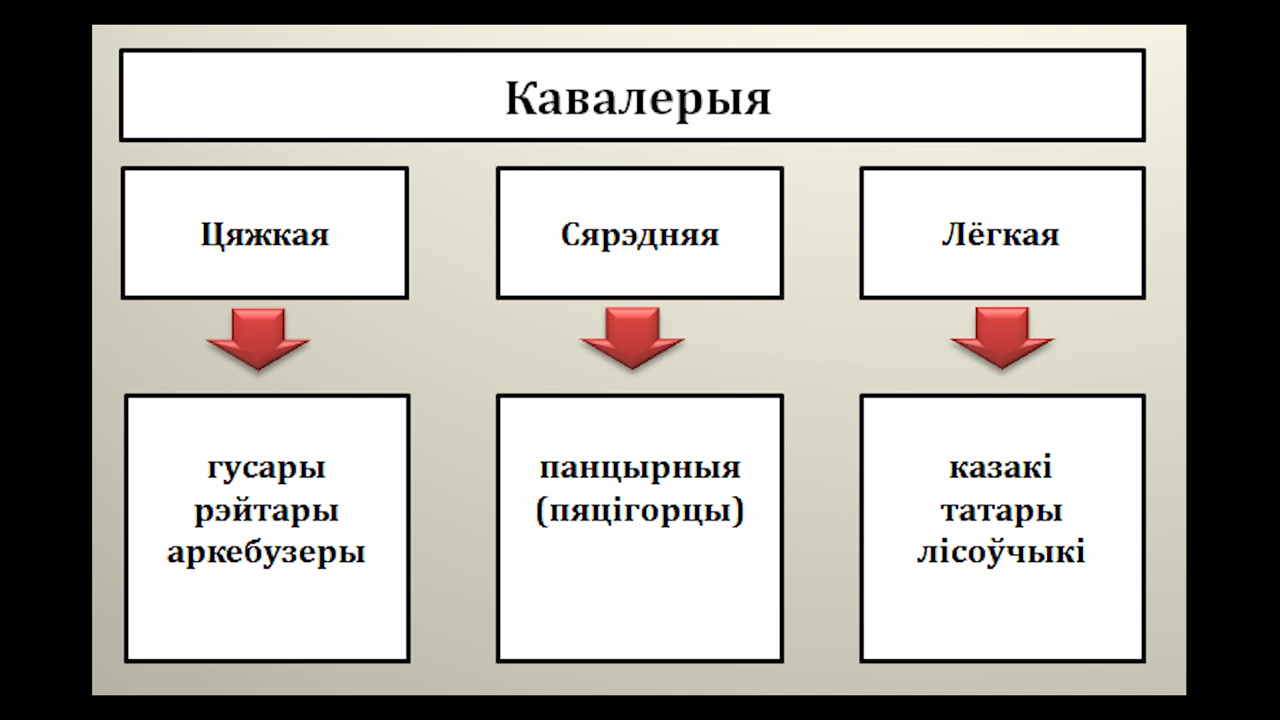 Кавалерыя
Цяжкая
Сярэдняя
Лёгкая
гусары
рэйтары
аркебузеры
панцырныя
(пяцігорцы)
казакі
татары
лісоўчыкі